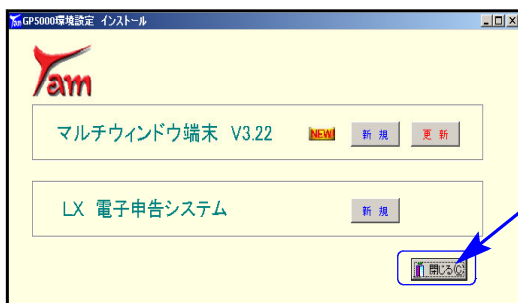 GP5000環境設定 インストール
Tam
マルチウィンドウ端末 V3.22 NEW 新規 更新
LX 電子申告システム 新規
閉じる(C)